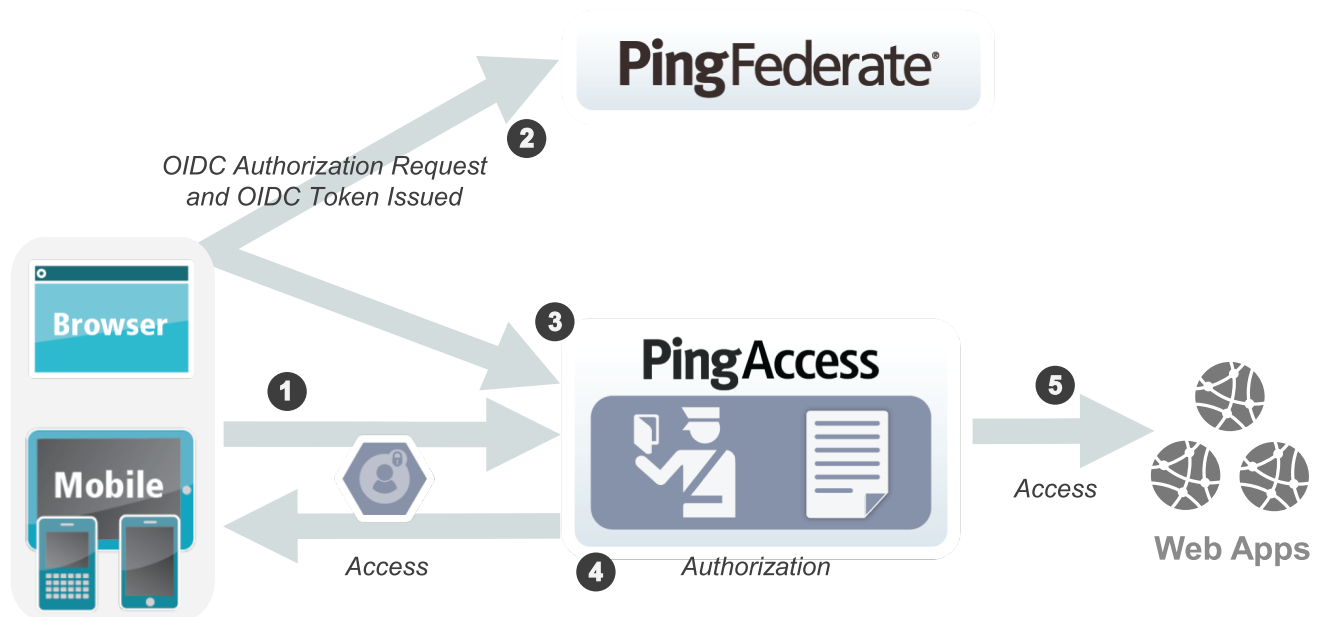 PingFederate®
2
OIDC Authorization Request
and OIDC Token Issued
Browser
3
PingAccess
1
5
Mobile
Access
Web Apps
Access
4
Authorization